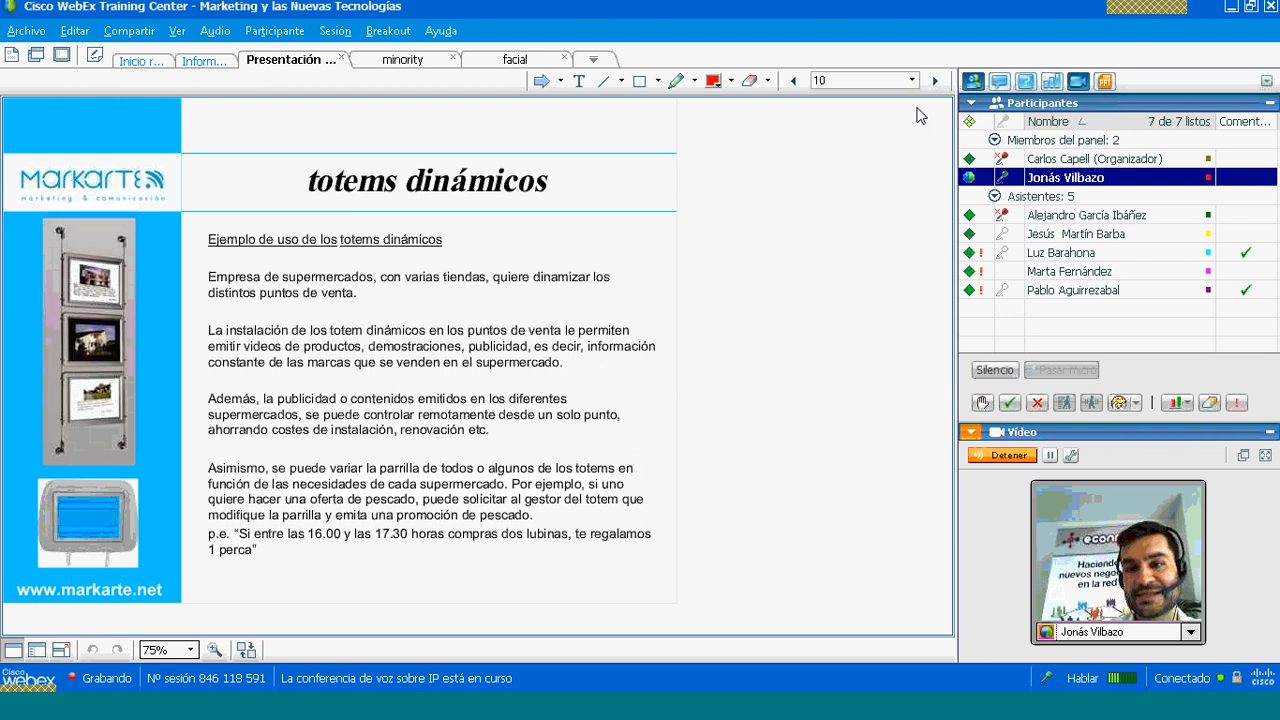 Cisco WebEx Training Center - Marketing y las Nuevas Tecnologías
Archivo Editar Compartir Ver Audio Participante Sesión Breakout Ayuda
Inicio r... Inform... Presentación ... minority facial
10
MARKARTE
marketing & comunicación
totems dinámicos
Ejemplo de uso de los totems dinámicos
Empresa de supermercados, con varias tiendas, quiere dinamizar los
distintos puntos de venta.
La instalación de los totem dinámicos en los puntos de venta le permiten
emitir videos de productos, demostraciones, publicidad, es decir, información
constante de las marcas que se venden en el supermercado.
Además, la publicidad o contenidos emitidos en los diferentes
supermercados, se puede controlar remotamente desde un solo punto,
ahorrando costes de instalación, renovación etc.
Asimismo, se puede variar la parrilla de todos o algunos de los totems en
función de las necesidades de cada supermercado. Por ejemplo, si uno
quiere hacer una oferta de pescado, puede solicitar al gestor del totem que
modifique la parrilla y emita una promoción de pescado.
p.e. “Si entre las 16.00 y las 17.30 horas compras dos lubinas, te regalamos
1 perca”
www.markarte.net
Participantes
Nombre 7 de 7 listos Coment...
Miembros del panel: 2
Carlos Capell (Organizador)
Jonás Vilbazo
Asistentes: 5
Alejandro García Ibáñez
Jesús Martín Barba
Luz Barahona
Marta Fernández
Pablo Aguirrezabal
Silencio Pasar micro
Vídeo
Detener
Haciendo
nuevos nego
en la red
Jonás Vilbazo
75%
Cisco webex Grabando Nº sesión 846 118 591 La conferencia de voz sobre IP está en curso Hablar Conectado cisco